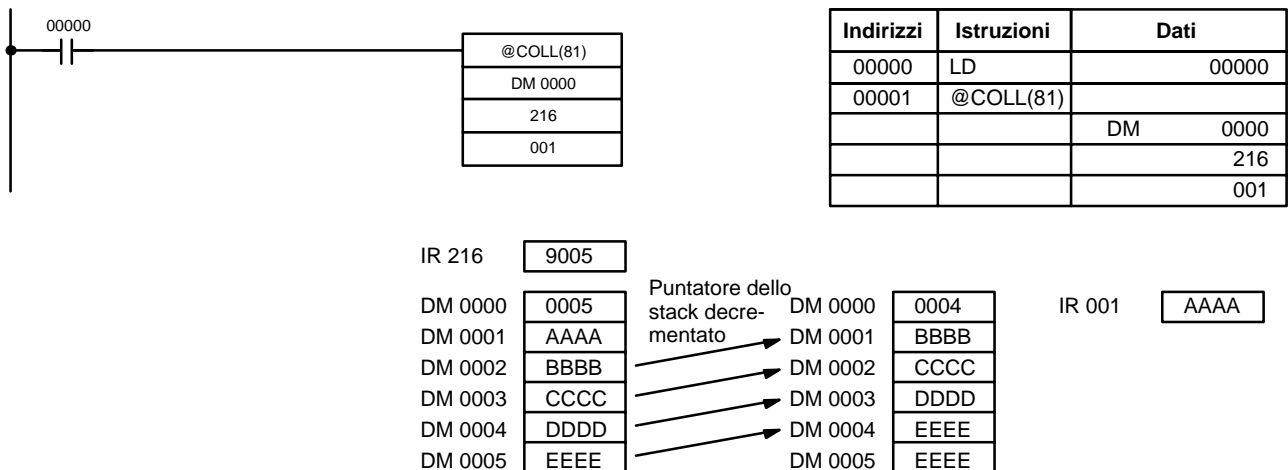 00000
@COLL(81)
DM 0000
216
001
Indirizzi Istruzioni Dati
00000 LD 00000
00001 @COLL(81)
DM 0000
216
001
IR 216 9005
Puntatore dello
stack decre-
mentato
DM 0000 0005 DM 0000 0004 IR 001 AAAA
DM 0001 AAAA DM 0001 BBBB
DM 0002 BBBB DM 0002 CCCC
DM 0003 CCCC DM 0003 DDDD
DM 0004 DDDD DM 0004 EEEE
DM 0005 EEEE DM 0005 EEEE